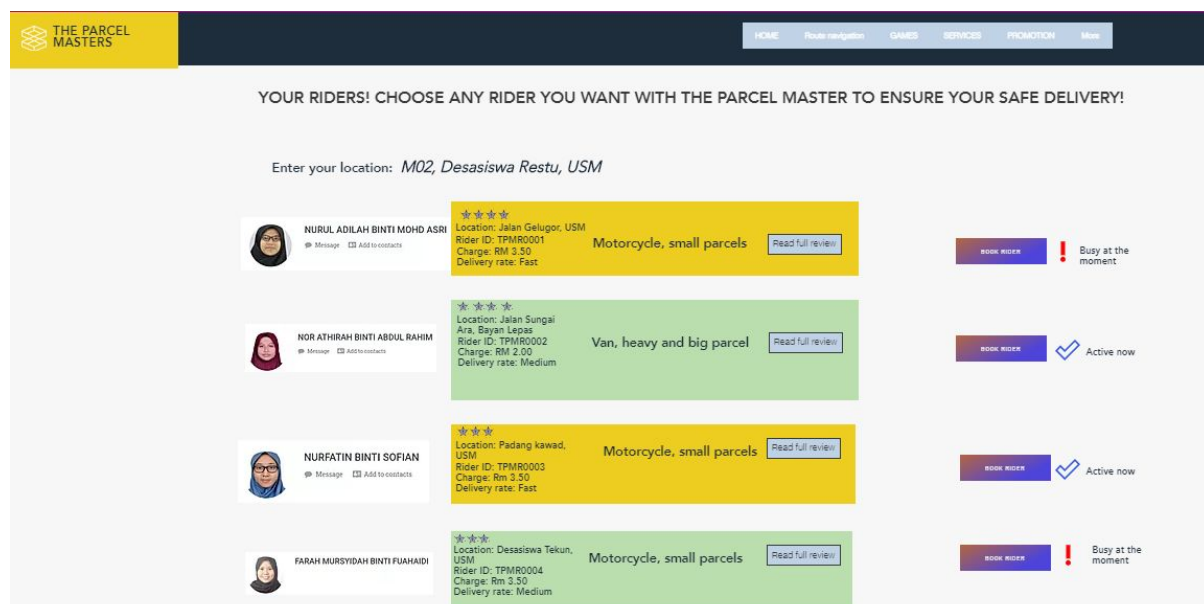 THE PARCEL
MASTERS
HOME Route navigation GAMES SERVICES PROMOTION More
YOUR RIDERS! CHOOSE ANY RIDER YOU WANT WITH THE PARCEL MASTER TO ENSURE YOUR SAFE DELIVERY!
Enter your location: M02, Desasiswa Restu, USM
NURUL ADILAH BINTI MOHD ASRI
Message Add to contacts
Location: Jalan Gelugor, USM
Rider ID: TPMR0001
Charge: RM 3.50
Delivery rate: Fast
Motorcycle, small parcels
Read full review
BOOK RIDER
Busy at the
moment
NOR ATHIRAH BINTI ABDUL RAHIM
Message Add to contacts
Location: Jalan Sungai
Ara, Bayan Lepas
Rider ID: TPMR0002
Charge: RM 2.00
Delivery rate: Medium
Van, heavy and big parcel
Read full review
BOOK RIDER
Active now
NURFATIN BINTI SOFIAN
Message Add to contacts
Location: Padang kawad,
USM
Rider ID: TPMR0003
Charge: Rm 3.50
Delivery rate: Fast
Motorcycle, small parcels
Read full review
BOOK RIDER
Active now
FARAH MURSYIDAH BINTI FUAHAIDI
Location: Desasiswa Tekun,
USM
Rider ID: TPMR0004
Charge: Rm 3.50
Delivery rate: Medium
Motorcycle, small parcels
Read full review
BOOK RIDER
Busy at the
moment